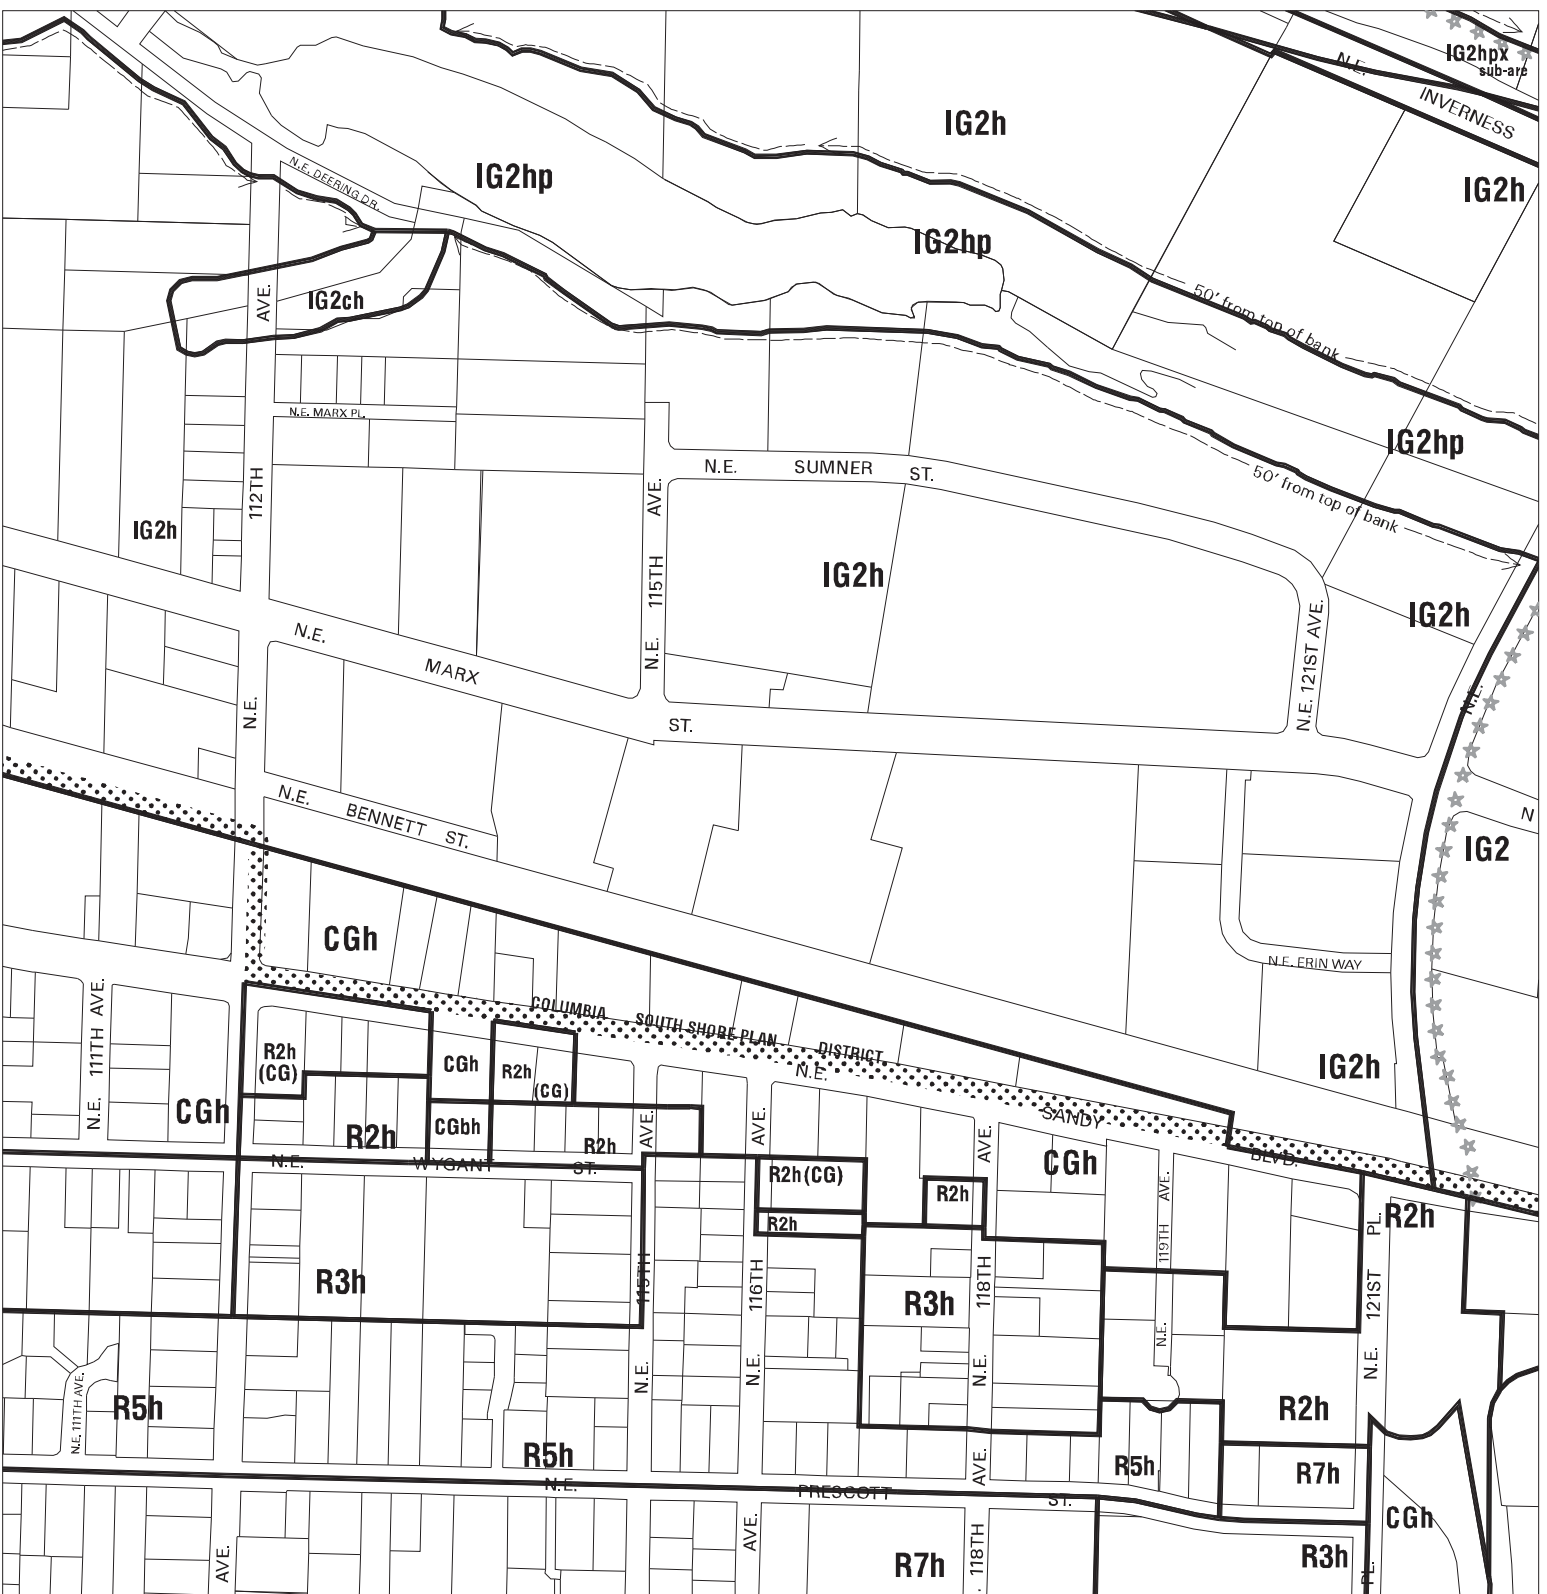 IG2hpx
sub-are
N.E.
INVERNESS
IG2h
IG2h
IG2hp
N.E. DEERING DR.
IG2hp
50' from top of bank
IG2ch
AVE.
N.E. MARX PL.
IG2hp
N.E. SUMNER ST.
50' from top of bank
112TH
AVE.
IG2h
IG2h
115TH
IG2h
N.E. 121ST AVE.
N.E.
N.E.
MARX
ST.
N.E.
N.E.
N.E. BENNETT ST.
N
IG2
CGh
N.E. ERIN WAY
N.E. 111TH AVE.
COLUMBIA SOUTH SHORE PLAN DISTRICT
N.E.
SANDY
BLVD.
IG2h
R2h
(CG)
CGh
R2h
(CG)
CGh
R2h
CGbh
R2h
AVE.
AVE.
AVE.
CGh
N.E. WYGANT ST.
R2h(CG)
R2h
R2h
AVE.
119TH
N.E.
R2h
PL.
121ST
N.E.
R3h
115TH
N.E.
116TH
N.E.
R3h
118TH
N.E.
R5h
N.E. 111TH AVE.
R2h
R5h
AVE.
R5h
R7h
N.E. PRESCOTT ST.
CGh
AVE.
AVE.
R7h
118TH
R3h
PL.